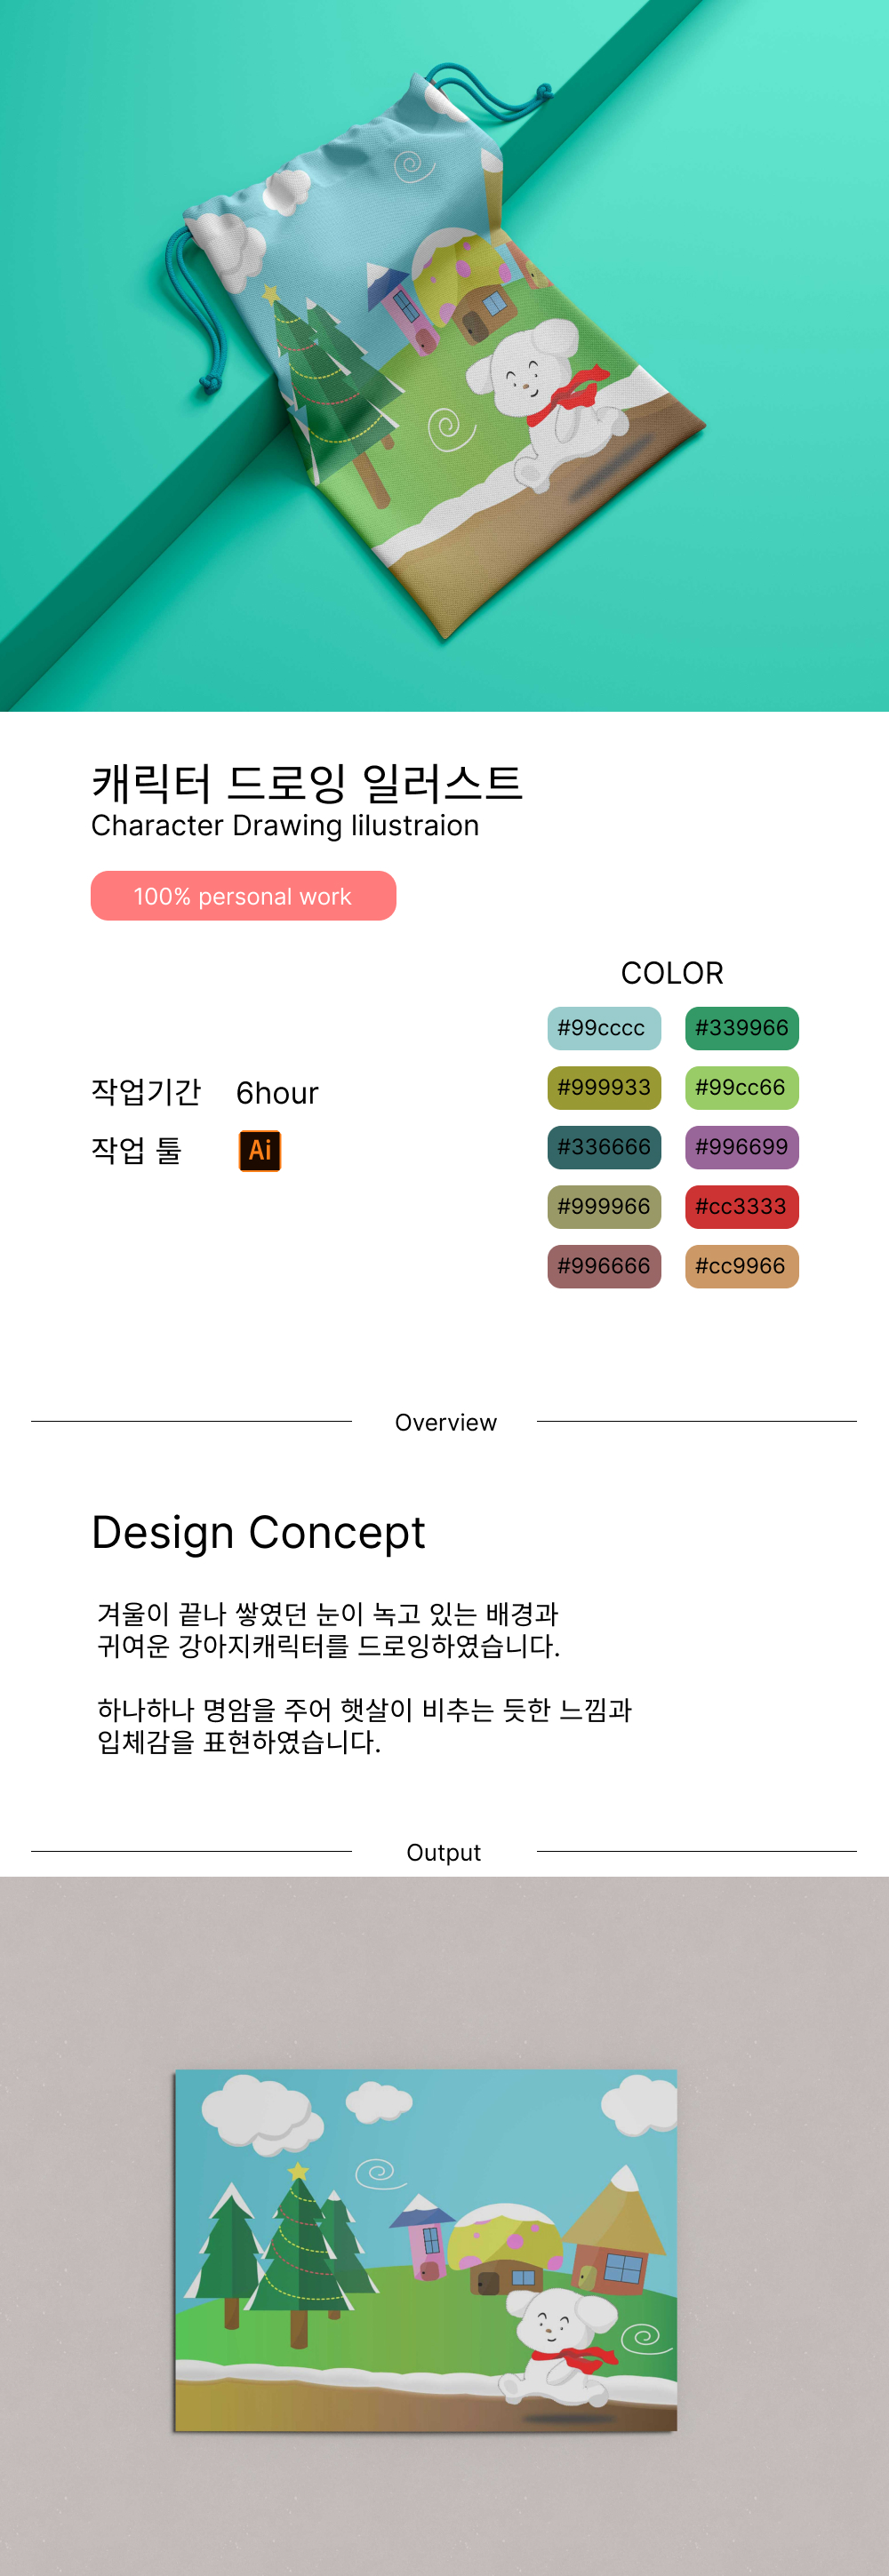 캐릭터 드로잉 일러스트
Character Drawing lilustraion
100% personal work
COLOR
#99cccc #339966
#999933 #99cc66
#336666 #996699
#999966 #cc3333
#996666 #cc9966
작업기간 6hour
작업 툴 Ai
Overview
Design Concept
겨울이 끝나 쌓였던 눈이 녹고 있는 배경과
귀여운 강아지캐릭터를 드로잉하였습니다.
하나하나 명암을 주어 햇살이 비추는 듯한 느낌과
입체감을 표현하였습니다.
Output